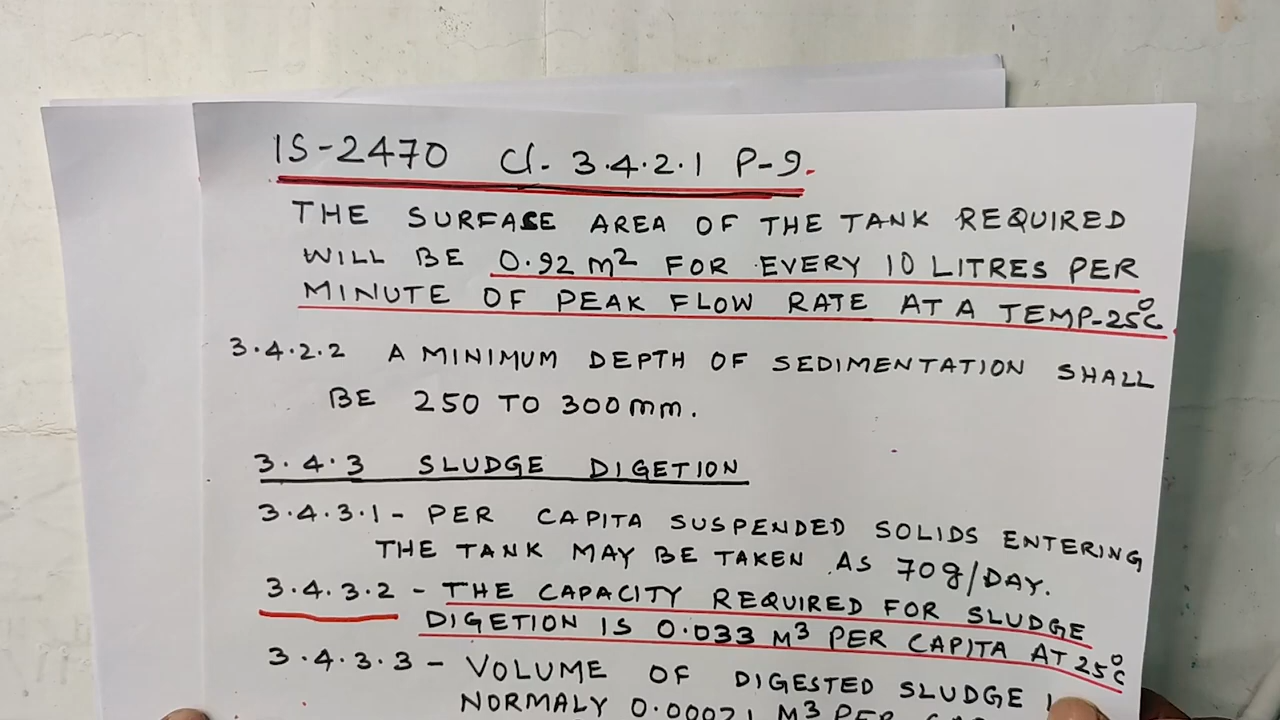 IS-2470 Cl. 3.4.2.1 P-9.
THE SURFASE AREA OF THE TANK REQUIRED
WILL BE 0.92 m² FOR EVERY 10 LITRES PER
MINUTE OF PEAK FLOW RATE AT A TEMP-25°C.
3.4.2.2 A MINIMUM DEPTH OF SEDIMENTATION SHALL
BE 250 TO 300mm.
3.4.3 SLUDGE DIGETION
3.4.3.1- PER CAPITA SUSPENDED SOLIDS ENTERING
THE TANK MAY BE TAKEN AS 70g/DAY.
3.4.3.2 - THE CAPACITY REQUIRED FOR SLUDGE
DIGETION IS 0.033 M³ PER CAPITA AT 25°C
3.4.3.3 - VOLUME OF DIGESTED SLUDGE
NORMALY 0.00021 M³ PER